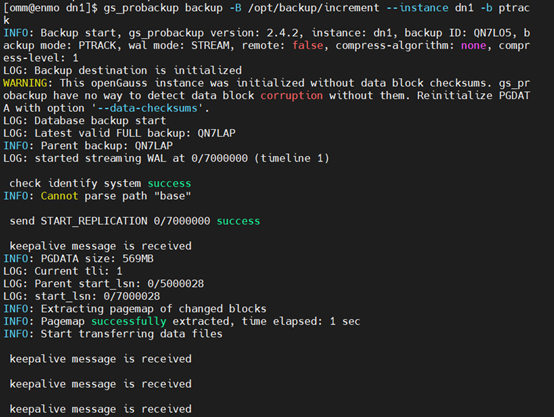 [omm@enmo dn1]$ gs_probackup backup -B /opt/backup/increment --instance dn1 -b ptrac
k
INFO: Backup start, gs_probackup version: 2.4.2, instance: dn1, backup ID: QN7LO5, b
ackup mode: PTRACK, wal mode: STREAM, remote: false, compress-algorithm: none, compr
ess-level: 1
LOG: Backup destination is initialized
WARNING: This openGauss instance was initialized without data block checksums. gs_pr
obackup have no way to detect data block corruption without them. Reinitialize PGDAT
A with option '--data-checksums'.
LOG: Database backup start
LOG: Latest valid FULL backup: QN7LAP
INFO: Parent backup: QN7LAP
LOG: started streaming WAL at 0/7000000 (timeline 1)
check identify system success
INFO: Cannot parse path "base"
send START_REPLICATION 0/7000000 success
keepalive message is received
INFO: PGDATA size: 569MB
LOG: Current tli: 1
LOG: Parent start_lsn: 0/5000028
LOG: start_lsn: 0/7000028
INFO: Extracting pagemap of changed blocks
INFO: Pagemap successfully extracted, time elapsed: 1 sec
INFO: Start transferring data files
keepalive message is received
keepalive message is received
keepalive message is received